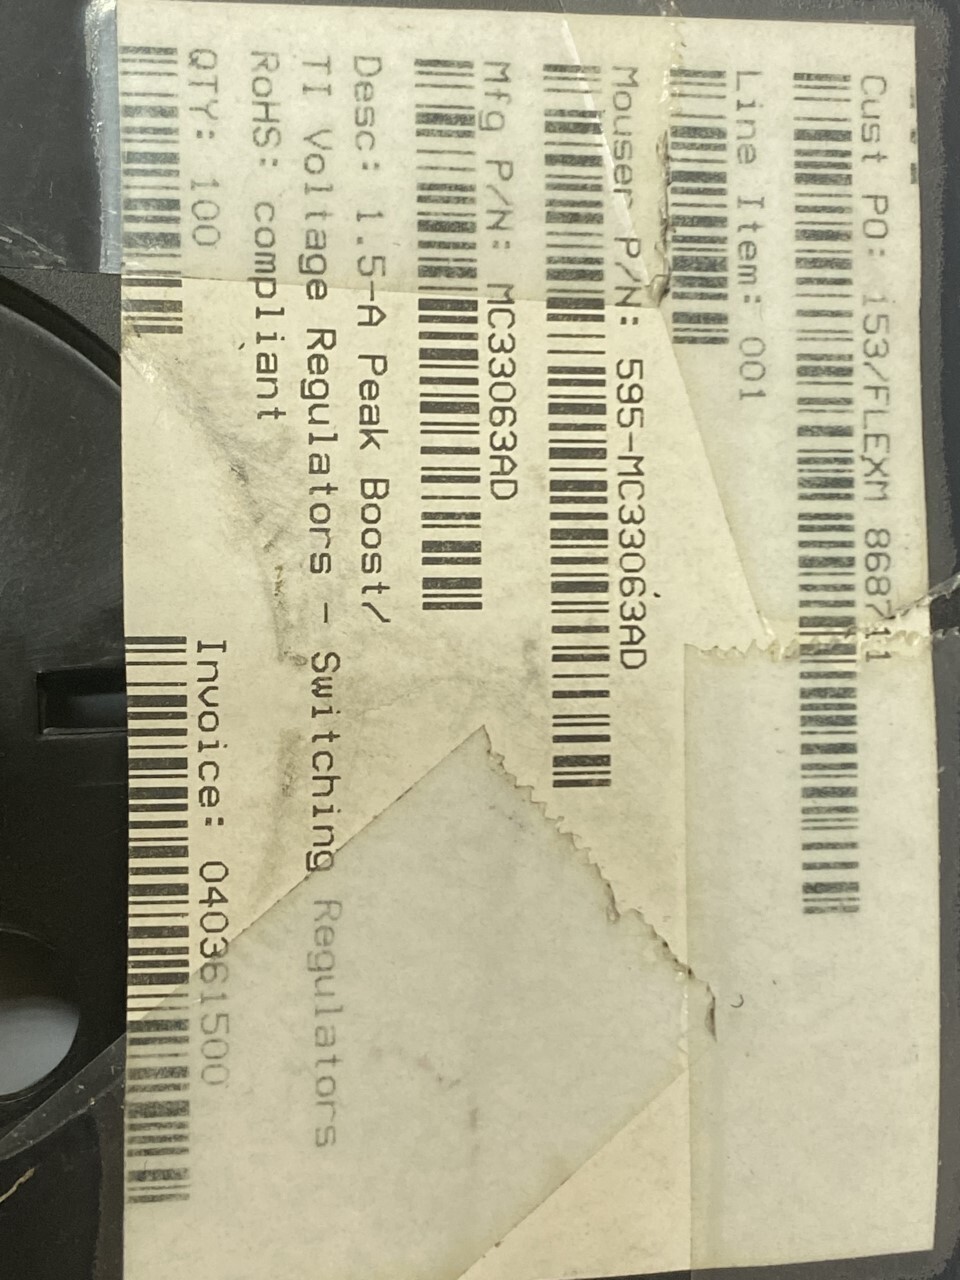 Cust PO: i53/FLEXM 868711
Line Item: 001
Mouser P/N: 595-MC33063AD
Mfg P/N: MC33063AD
Desc: 1.5-A Peak Boost/
TI Voltage Regulators - Switching Regulators
RoHS: compliant
QTY: 100
Invoice: 040361500